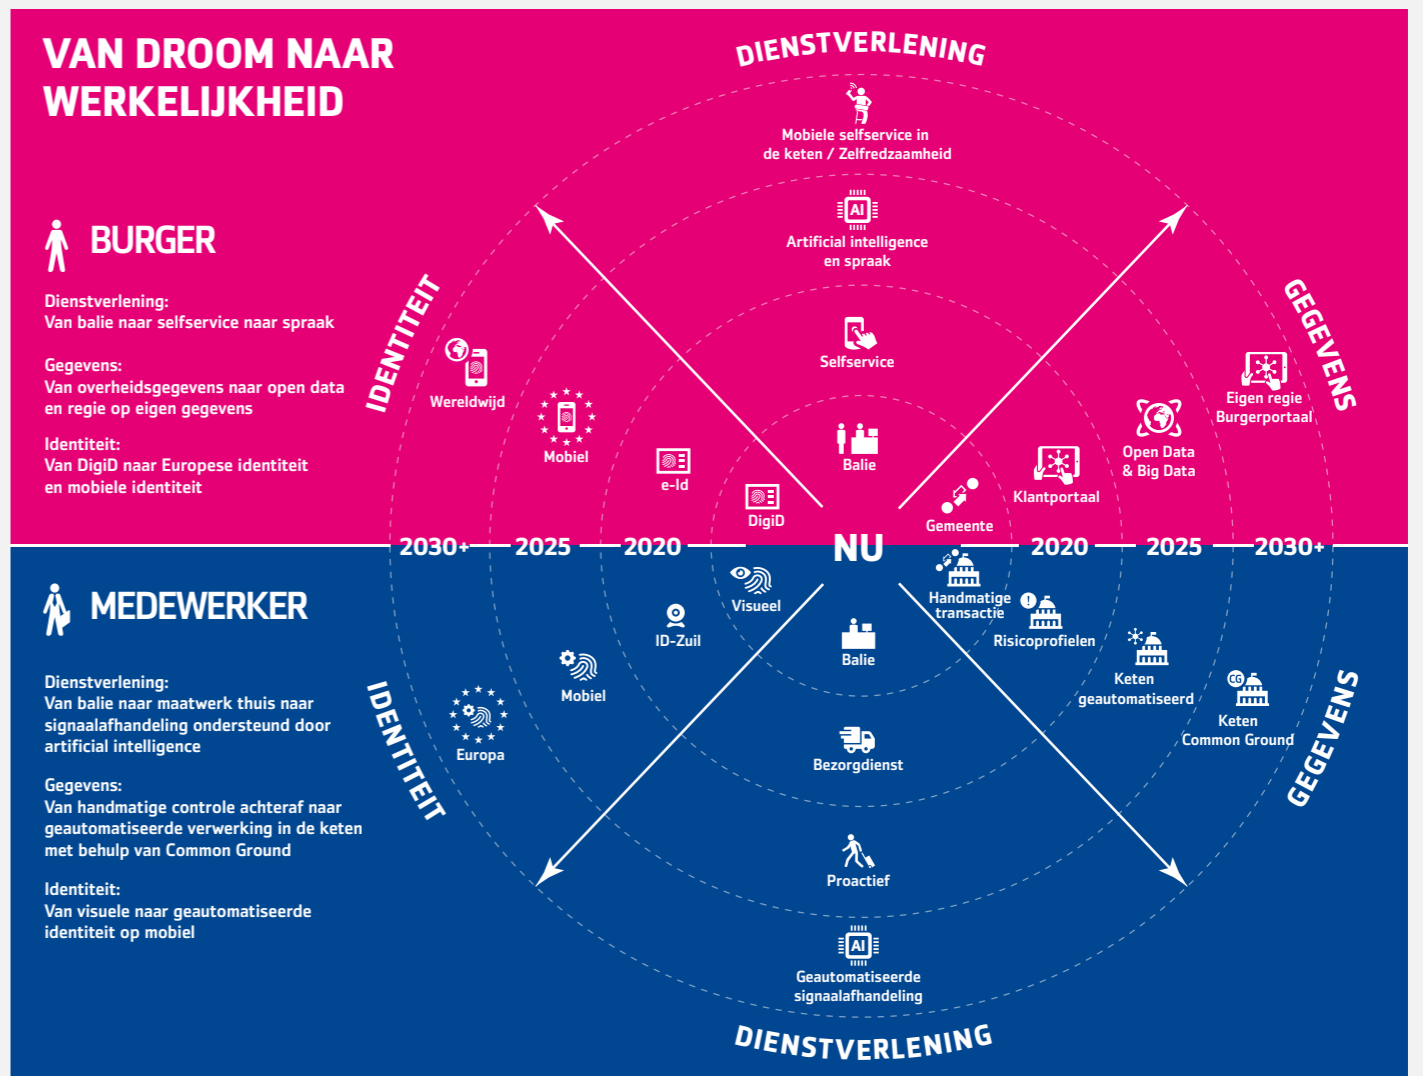 VAN DROOM NAAR
WERKELIJKHEID
BURGER
Dienstverlening:
Van balie naar selfservice naar spraak
Gegevens:
Van overheidsgegevens naar open data
en regie op eigen gegevens
Identiteit:
Van DigiD naar Europese identiteit
en mobiele identiteit
DIENSTVERLENING
Mobiele selfservice in
de keten / Zelfredzaamheid
AI
Artificial intelligence
en spraak
Selfservice
Balie
IDENTITEIT
Wereldwijd
Mobiel
e-Id
DigiD
GEGEVENS
Eigen regie
Burgerportaal
Open Data
& Big Data
Klantportaal
Gemeente
2030+ 2025 2020 NU 2020 2025 2030+
MEDEWERKER
Dienstverlening:
Van balie naar maatwerk thuis naar
signaalafhandeling ondersteund door
artificial intelligence
Gegevens:
Van handmatige controle achteraf naar
geautomatiseerde verwerking in de keten
met behulp van Common Ground
Identiteit:
Van visuele naar geautomatiseerde
identiteit op mobiel
IDENTITEIT
Visueel
ID-Zuil
Mobiel
Europa
Balie
Bezorgdienst
Proactief
AI
Geautomatiseerde
signaalafhandeling
DIENSTVERLENING
Handmatige
transactie
!
Risicoprofielen
Keten
geautomatiseerd
CG
Keten
Common Ground
GEGEVENS